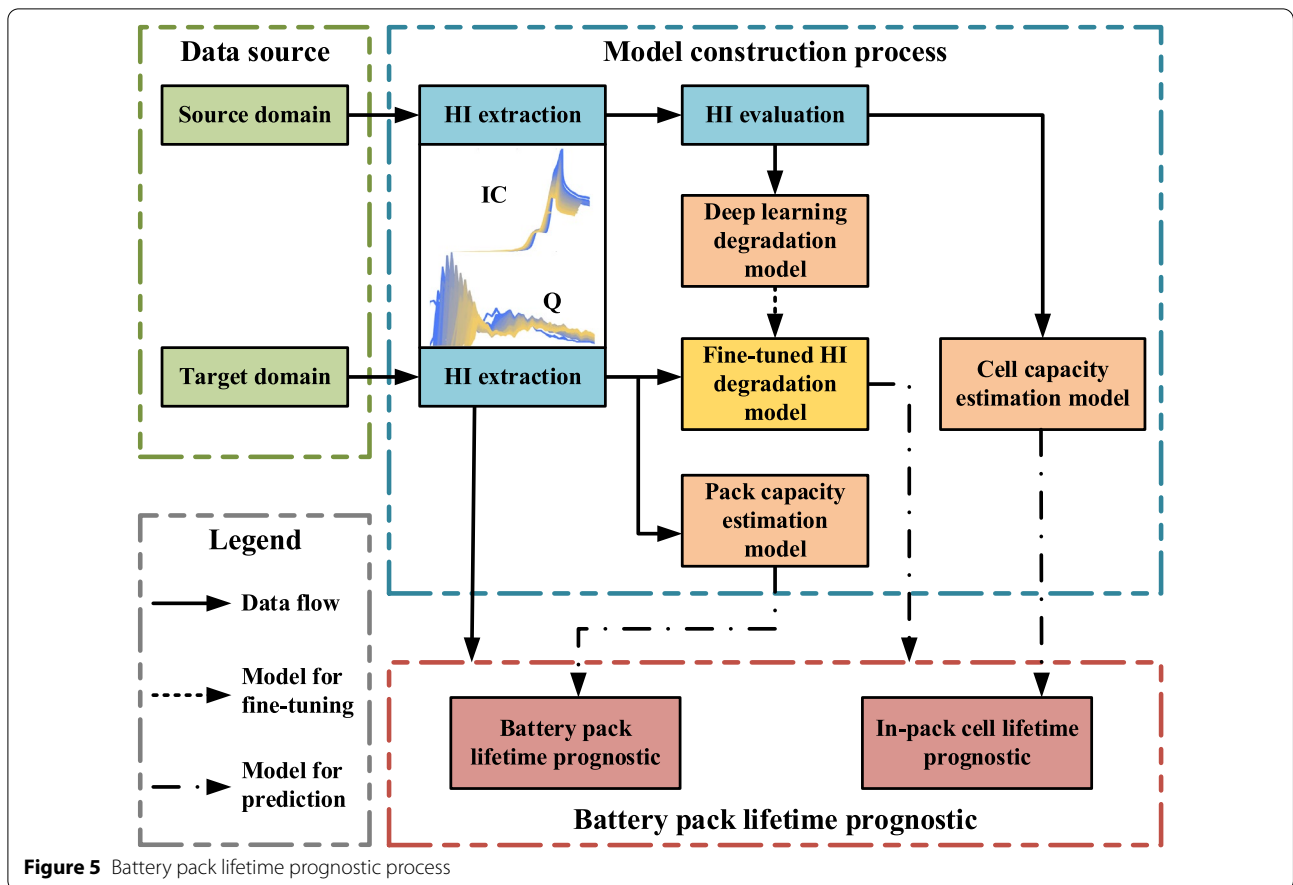 Data source
Model construction process
Source domain
HI extraction
HI evaluation
IC
Deep learning
degradation
model
Q
Target domain
HI extraction
Fine-tuned HI
degradation
model
Cell capacity
estimation model
Pack capacity
estimation
model
Legend
Data flow
Model for
fine-tuning
Model for
prediction
Battery pack
lifetime prognostic
In-pack cell lifetime
prognostic
Battery pack lifetime prognostic
Figure 5 Battery pack lifetime prognostic process